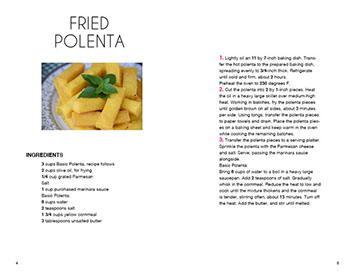 FRIED
POLENTA
INGREDIENTS
3 cups Basic Polenta, recipe follows
2 cups olive oil, for frying
1/4 cup grated Parmesan
Salt
1 cup purchased marinara sauce
Basic Polenta:
6 cups water
2 teaspoons salt
1 3/4 cups yellow cornmeal
3 tablespoons unsalted butter
4
1. Lightly oil an 11 by 7-inch baking dish. Tran-
sfer the hot polenta to the prepared baking dish,
spreading evenly to 3/4-inch thick. Refrigerate
until cold and firm, about 2 hours.
Preheat the oven to 250 degrees F.
2. Cut the polenta into 2 by 1-inch pieces. Heat
the oil in a heavy large skillet over medium-high
heat. Working in batches, fry the polenta pieces
until golden brown on all sides, about 3 minutes
per side. Using tongs, transfer the polenta pieces
to paper towels and drain. Place the polenta piec-
es on a baking sheet and keep warm in the oven
while cooking the remaining batches.
3. Transfer the polenta pieces to a serving platter.
Sprinkle the polenta with the Parmesan cheese
and salt. Serve, passing the marinara sauce
alongside.
Basic Polenta:
Bring 6 cups of water to a boil in a heavy large
saucepan. Add 2 teaspoons of salt. Gradually
whisk in the cornmeal. Reduce the heat to low and
cook until the mixture thickens and the cornmeal
is tender, stirring often, about 15 minutes. Turn off
the heat. Add the butter, and stir until melted.
5